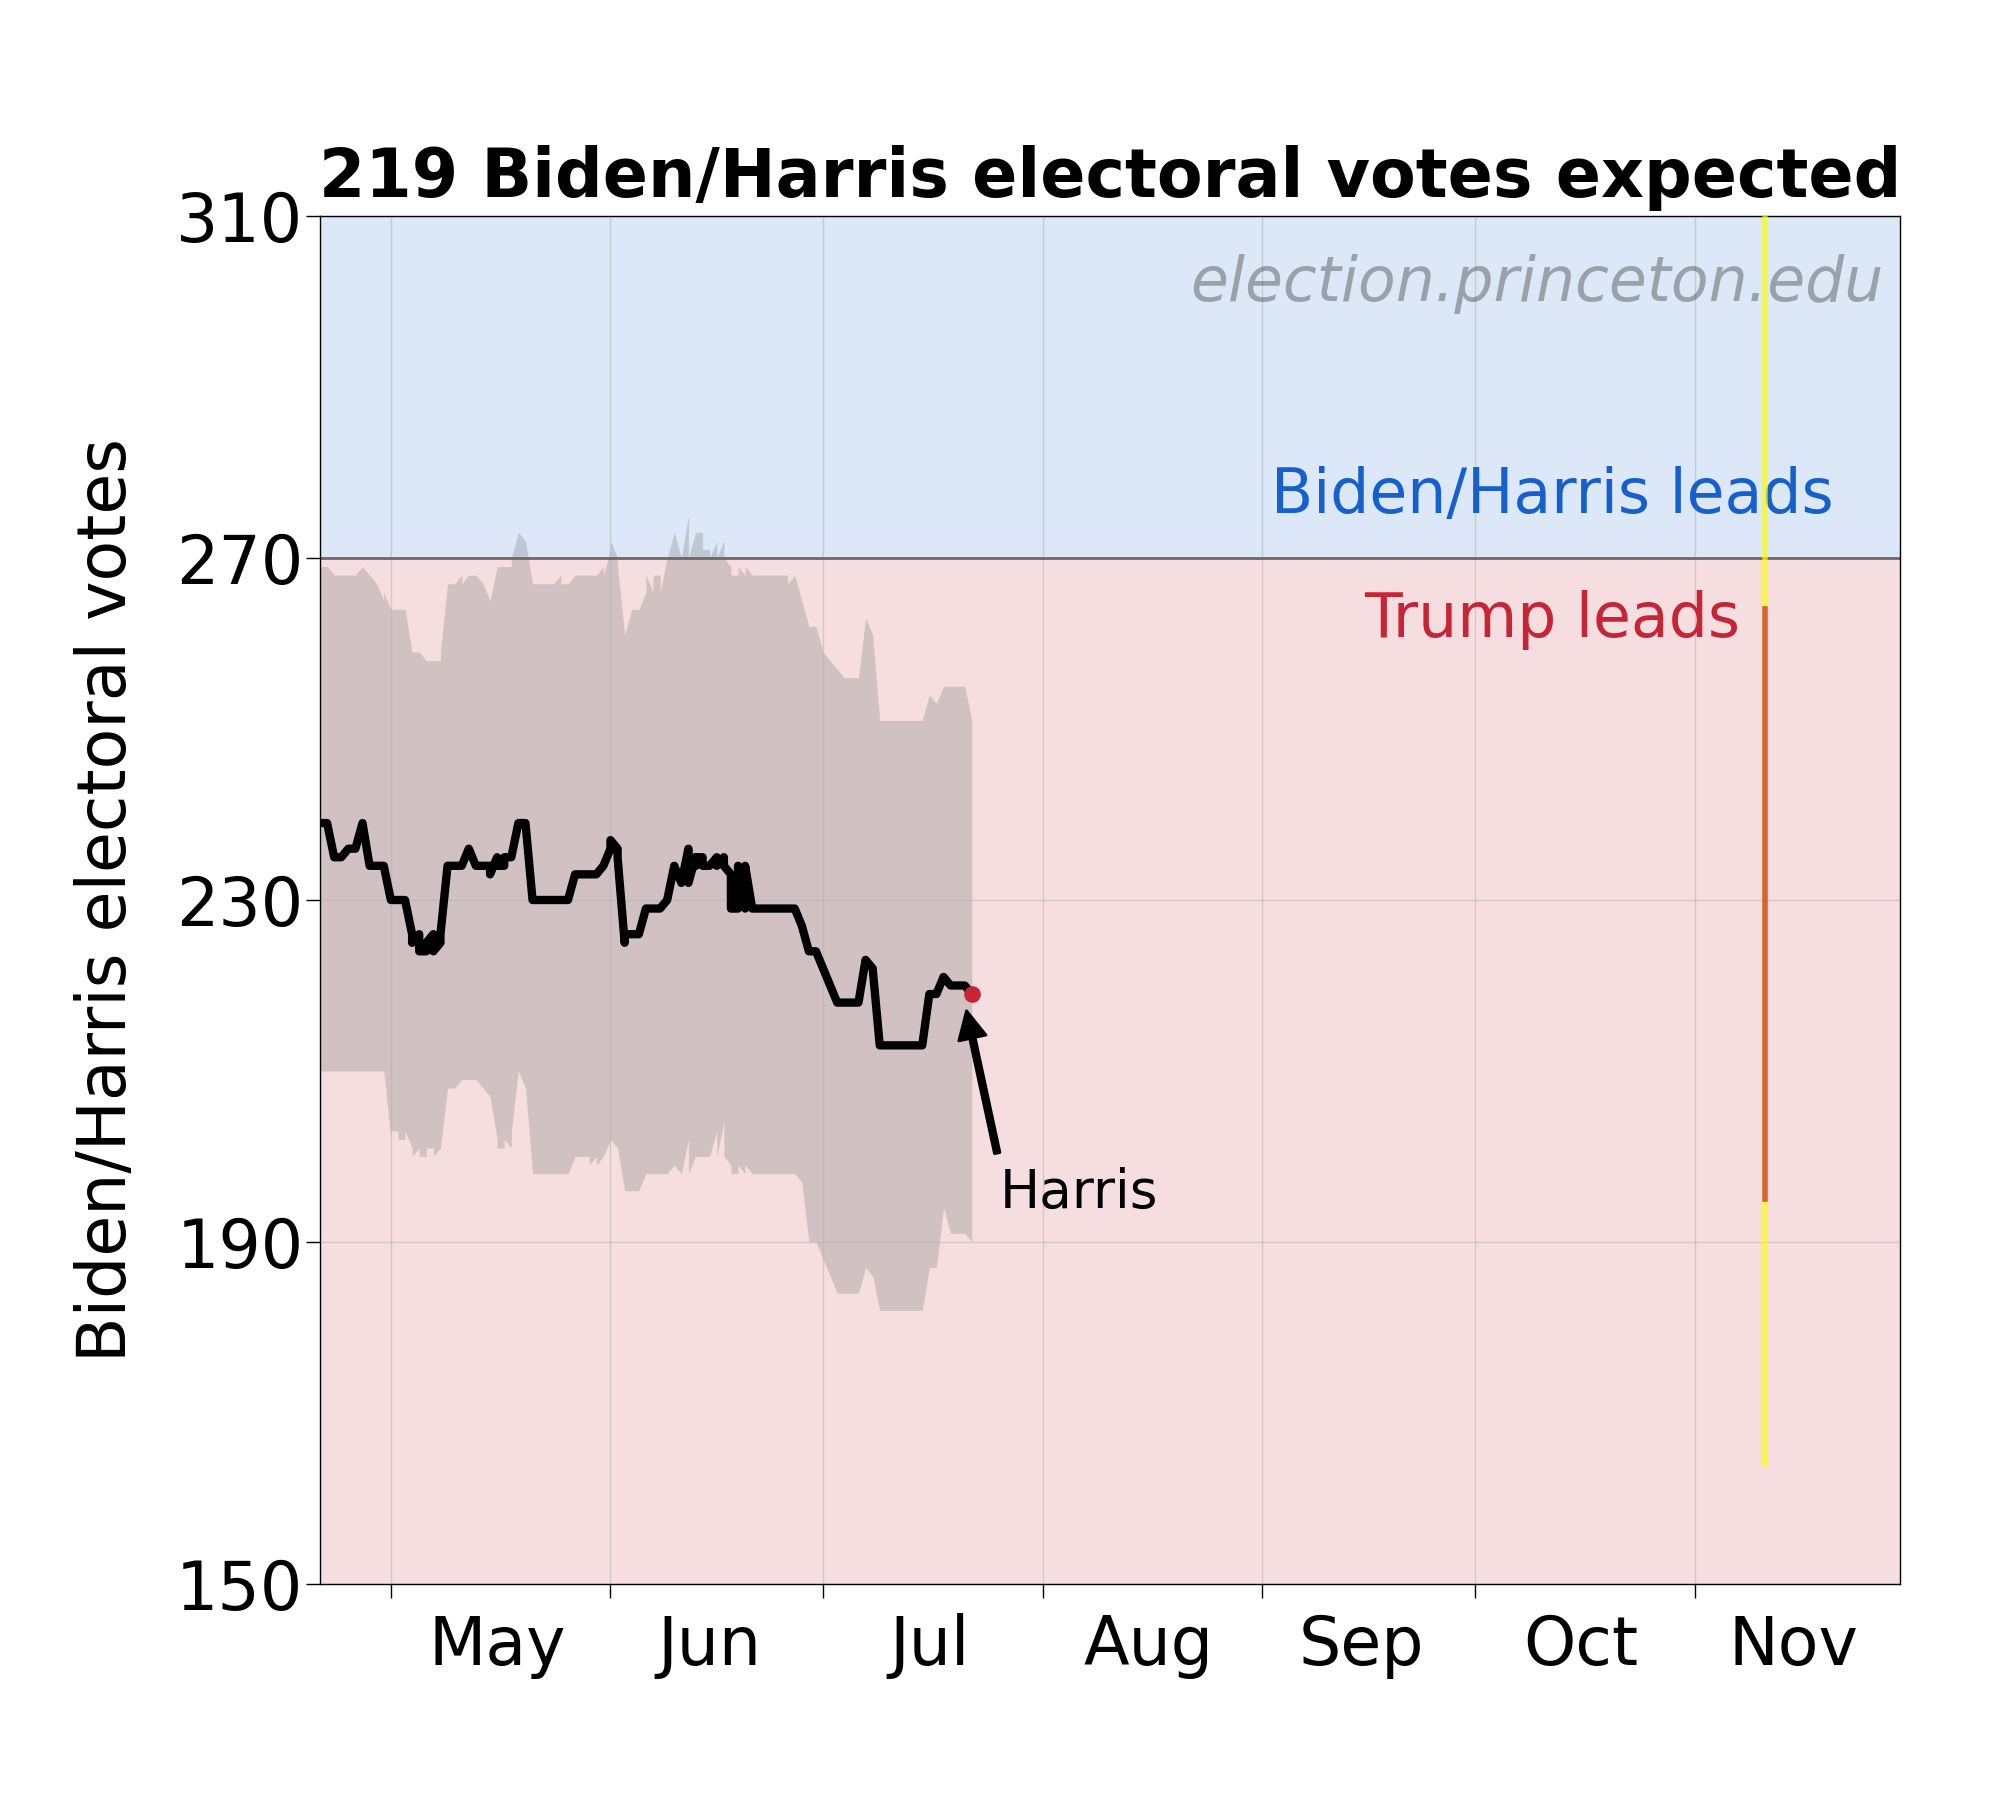 219 Biden/Harris electoral votes expected
310
election.princeton.edu
Biden/Harris leads
270
Trump leads
Biden/Harris electoral votes
230
Harris
190
150
May Jun Jul Aug Sep Oct Nov